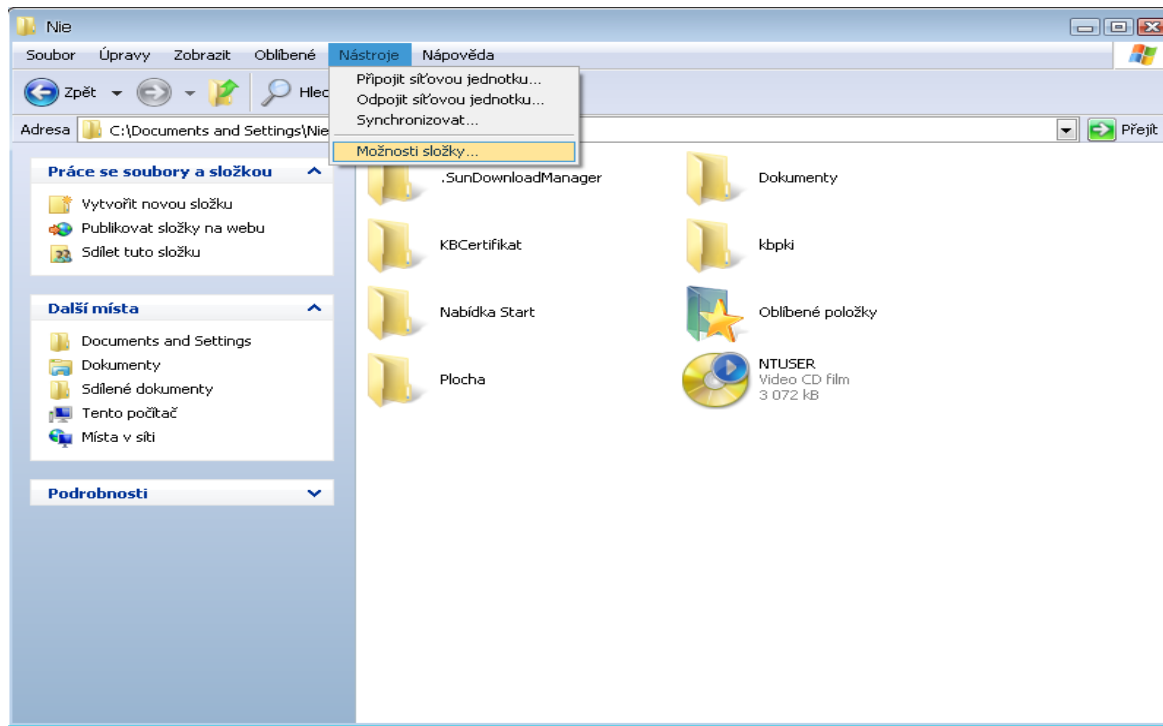 Nie
Soubor Úpravy Zobrazit Oblíbené Nástroje Nápověda
Zpět Hled
Připojit síťovou jednotku...
Odpojit síťovou jednotku...
Synchronizovat...
Možnosti složky...
Adresa C:\Documents and Settings\Nie Přejít
Práce se soubory a složkou
Vytvořit novou složku
Publikovat složky na webu
Sdílet tuto složku
Další místa
Documents and Settings
Dokumenty
Sdílené dokumenty
Tento počítač
Místa v síti
Podrobnosti
.SunDownloadManager
Dokumenty
KBCertifikat
kbpki
Nabídka Start
Oblíbené položky
Plocha
NTUSER
Video CD film
3 072 kB